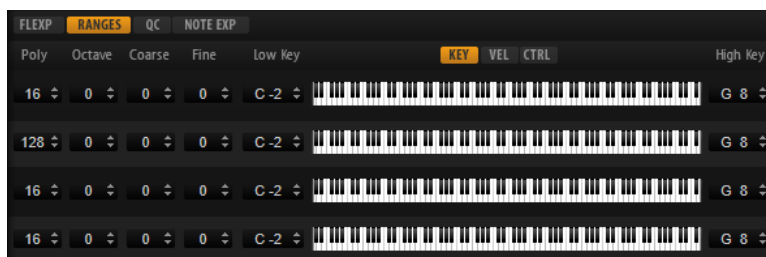 FLEXP RANGES QC NOTE EXP
Poly Octave Coarse Fine Low Key KEY VEL CTRL High Key
16 0 0 0 C -2 G 8
128 0 0 0 C -2 G 8
16 0 0 0 C -2 G 8
16 0 0 0 C -2 G 8